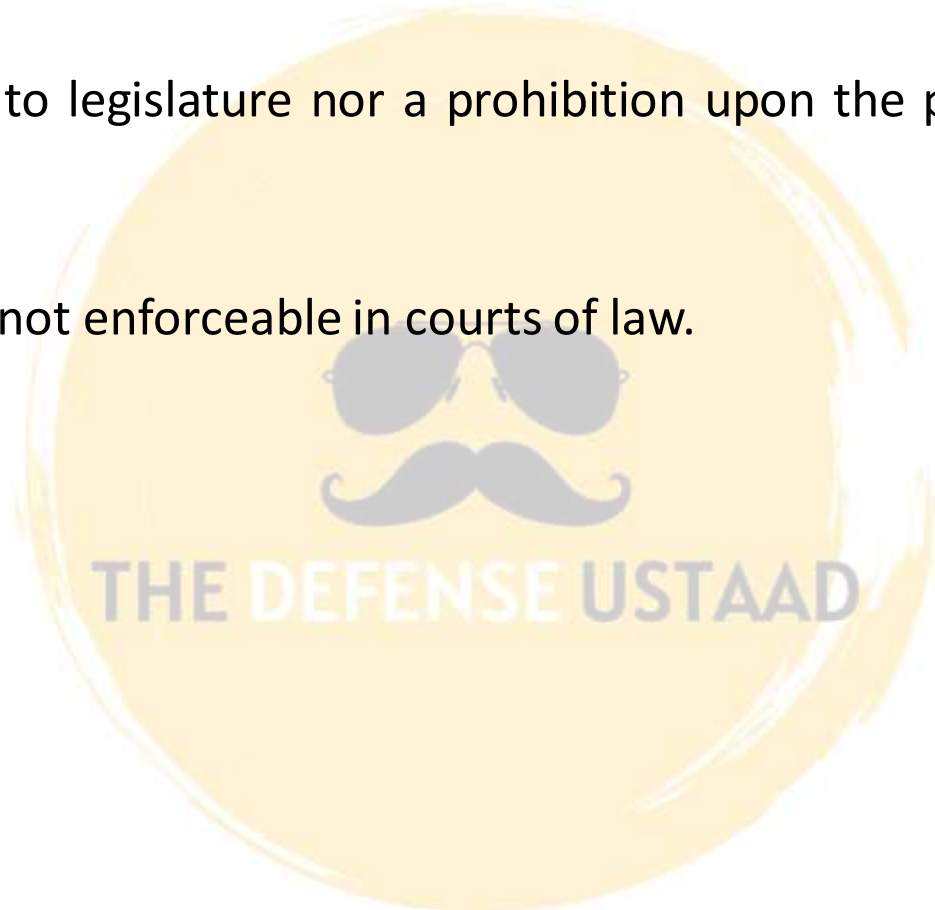 to legislature nor a prohibition upon the
not enforceable in courts of law.
THE DEFENSE USTAAD